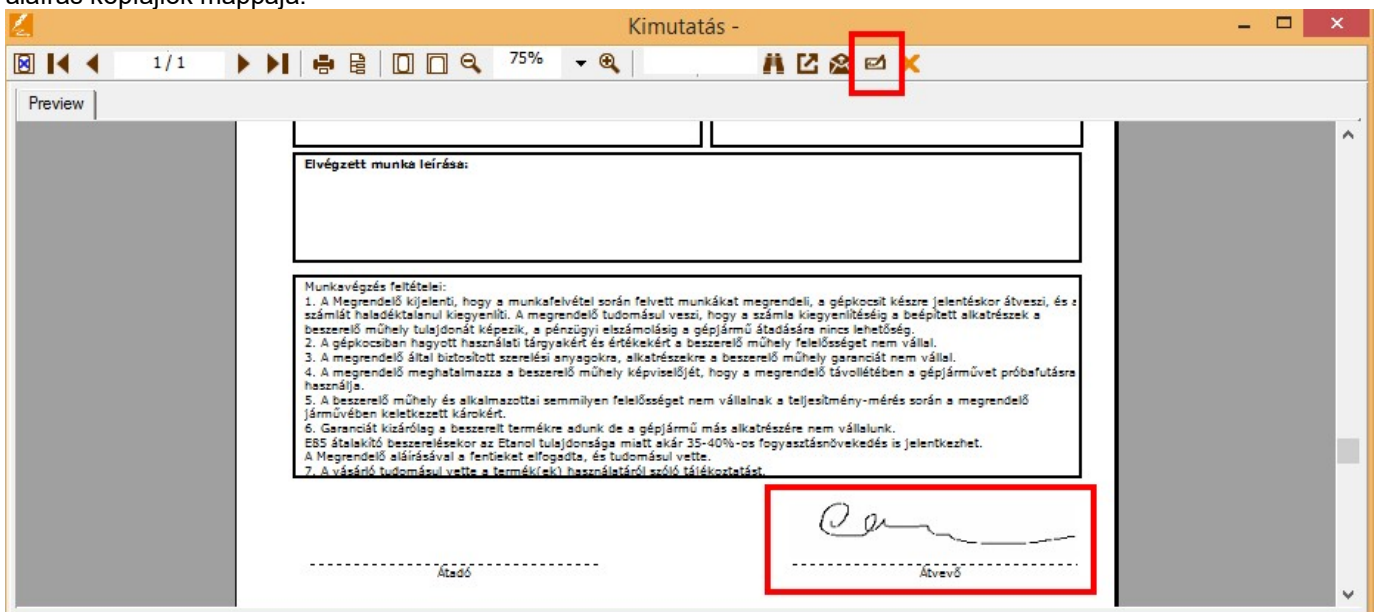 aláírás képfájlok mappája.
Kimutatás -
1/1
75%
Preview
Elvégzett munka leírása:
Munkavégzés feltételei:
1. A Megrendelő kijelenti, hogy a munkafelvétel során felvett munkákat megrendeli, a gépkocsit készre jelentéskor átveszi, és a
számlát haladéktalanul kiegyenlíti. A megrendelő tudomásul veszi, hogy a számla kiegyenlítéséig a beépített alkatrészek a
beszerelő műhely tulajdonát képezik, a pénzügyi elszámolásig a gépjármű átadására nincs lehetőség.
2. A gépkocsiban hagyott használati tárgyakért és értékekért a beszerelő műhely felelősséget nem vállal.
3. A megrendelő által biztosított szerelési anyagokra, alkatrészekre a beszerelő műhely garanciát nem vállal.
4. A megrendelő meghatalmazza a beszerelő műhely képviselőjét, hogy a megrendelő távollétében a gépjárművet próbafutásra
használja.
5. A beszerelő műhely és alkalmazottai semmilyen felelősséget nem vállalnak a teljesítmény-mérés során a megrendelő
járművében keletkezett károkért.
6. Garanciát kizárólag a beszerelt termékre adunk de a gépjármű más alkatrészére nem vállalunk.
E85 átalakító beszerelésekor az Etanol tulajdonsága miatt akár 35-40%-os fogyasztásnövekedés is jelentkezhet.
A Megrendelő aláírásával a fentieket elfogadta, és tudomásul vette.
7. A vásárló tudomásul vette a termék(ek) használatáról szóló tájékoztatást.
Átadó
Átvevő